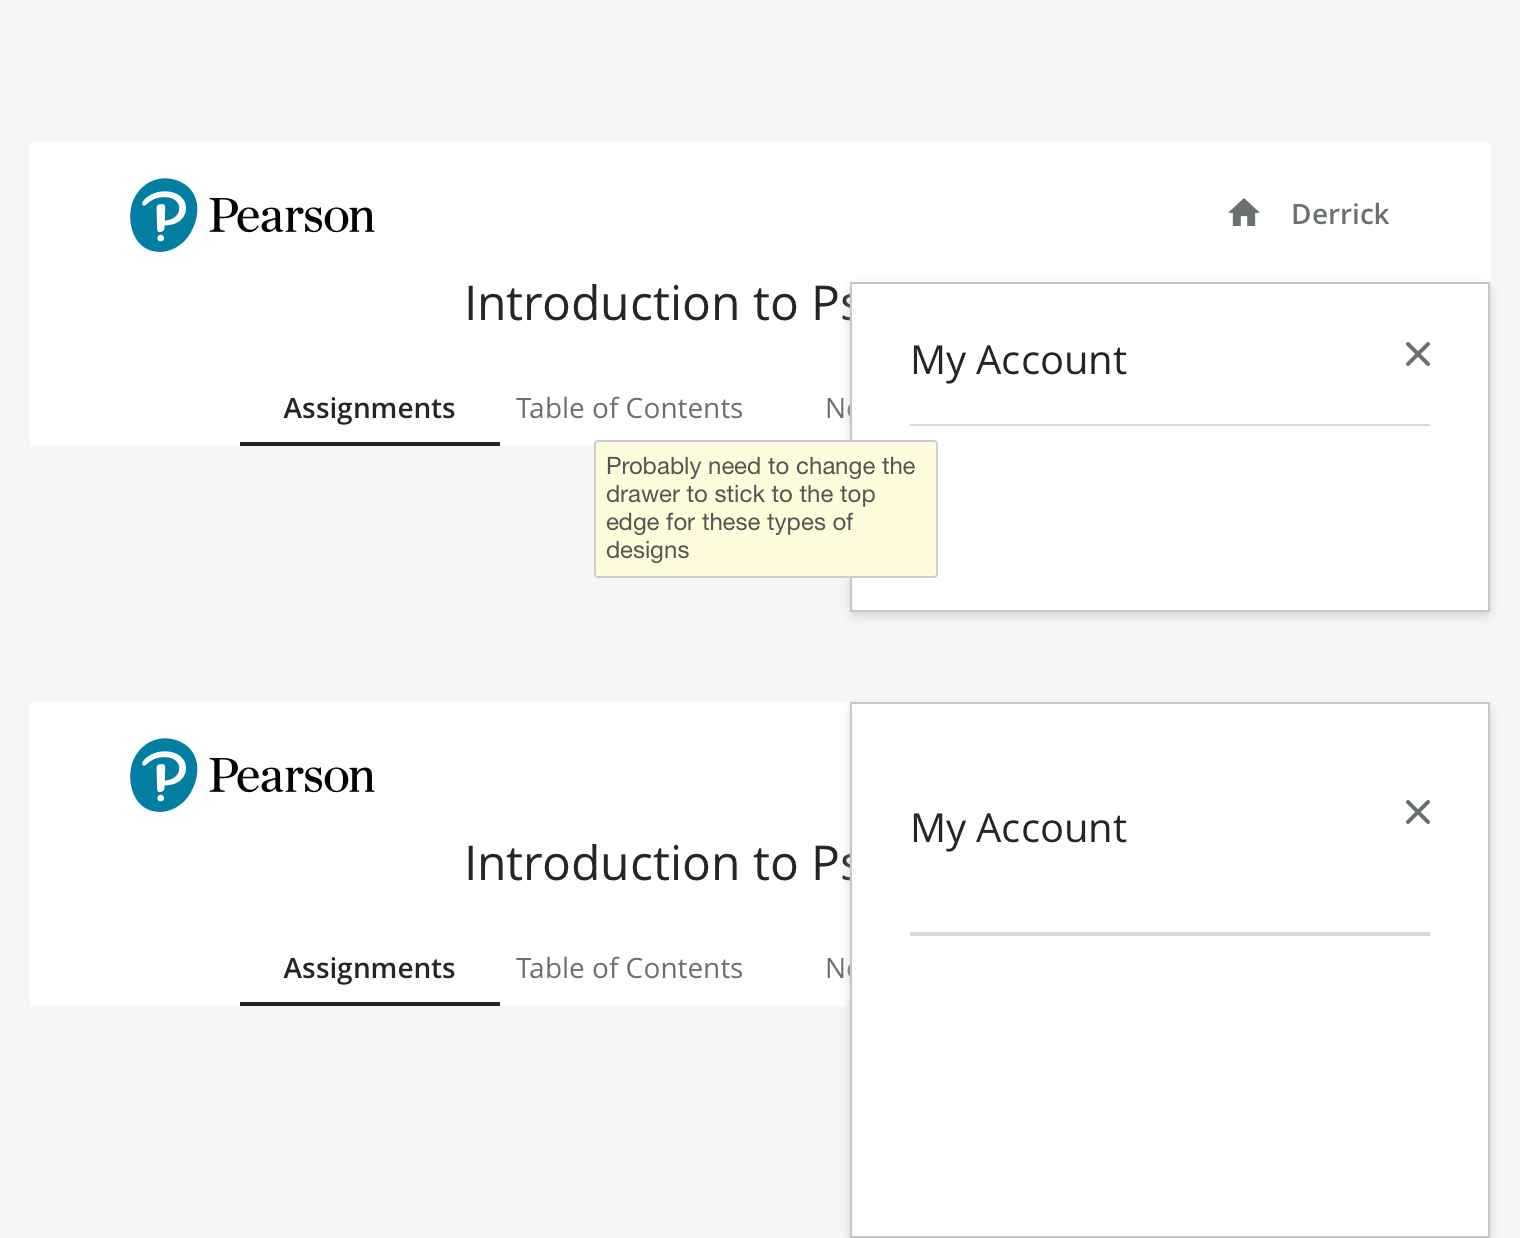 Pearson
Derrick
Introduction to Ps
My Account
Assignments Table of Contents No
Probably need to change the
drawer to stick to the top
edge for these types of
designs
Pearson
My Account
Introduction to Ps
Assignments Table of Contents No